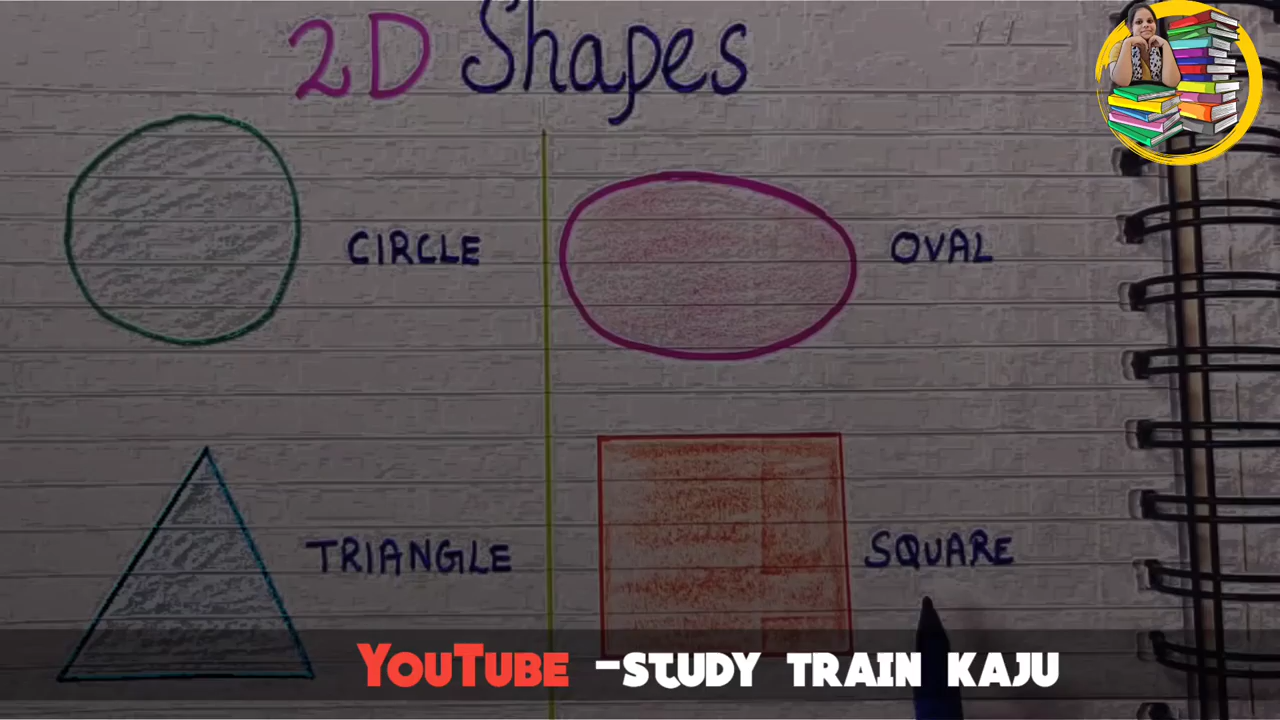 2D Shapes
CIRCLE
OVAL
TRIANGLE
SQUARE
YouTube -STUDY TRAIN KAJU